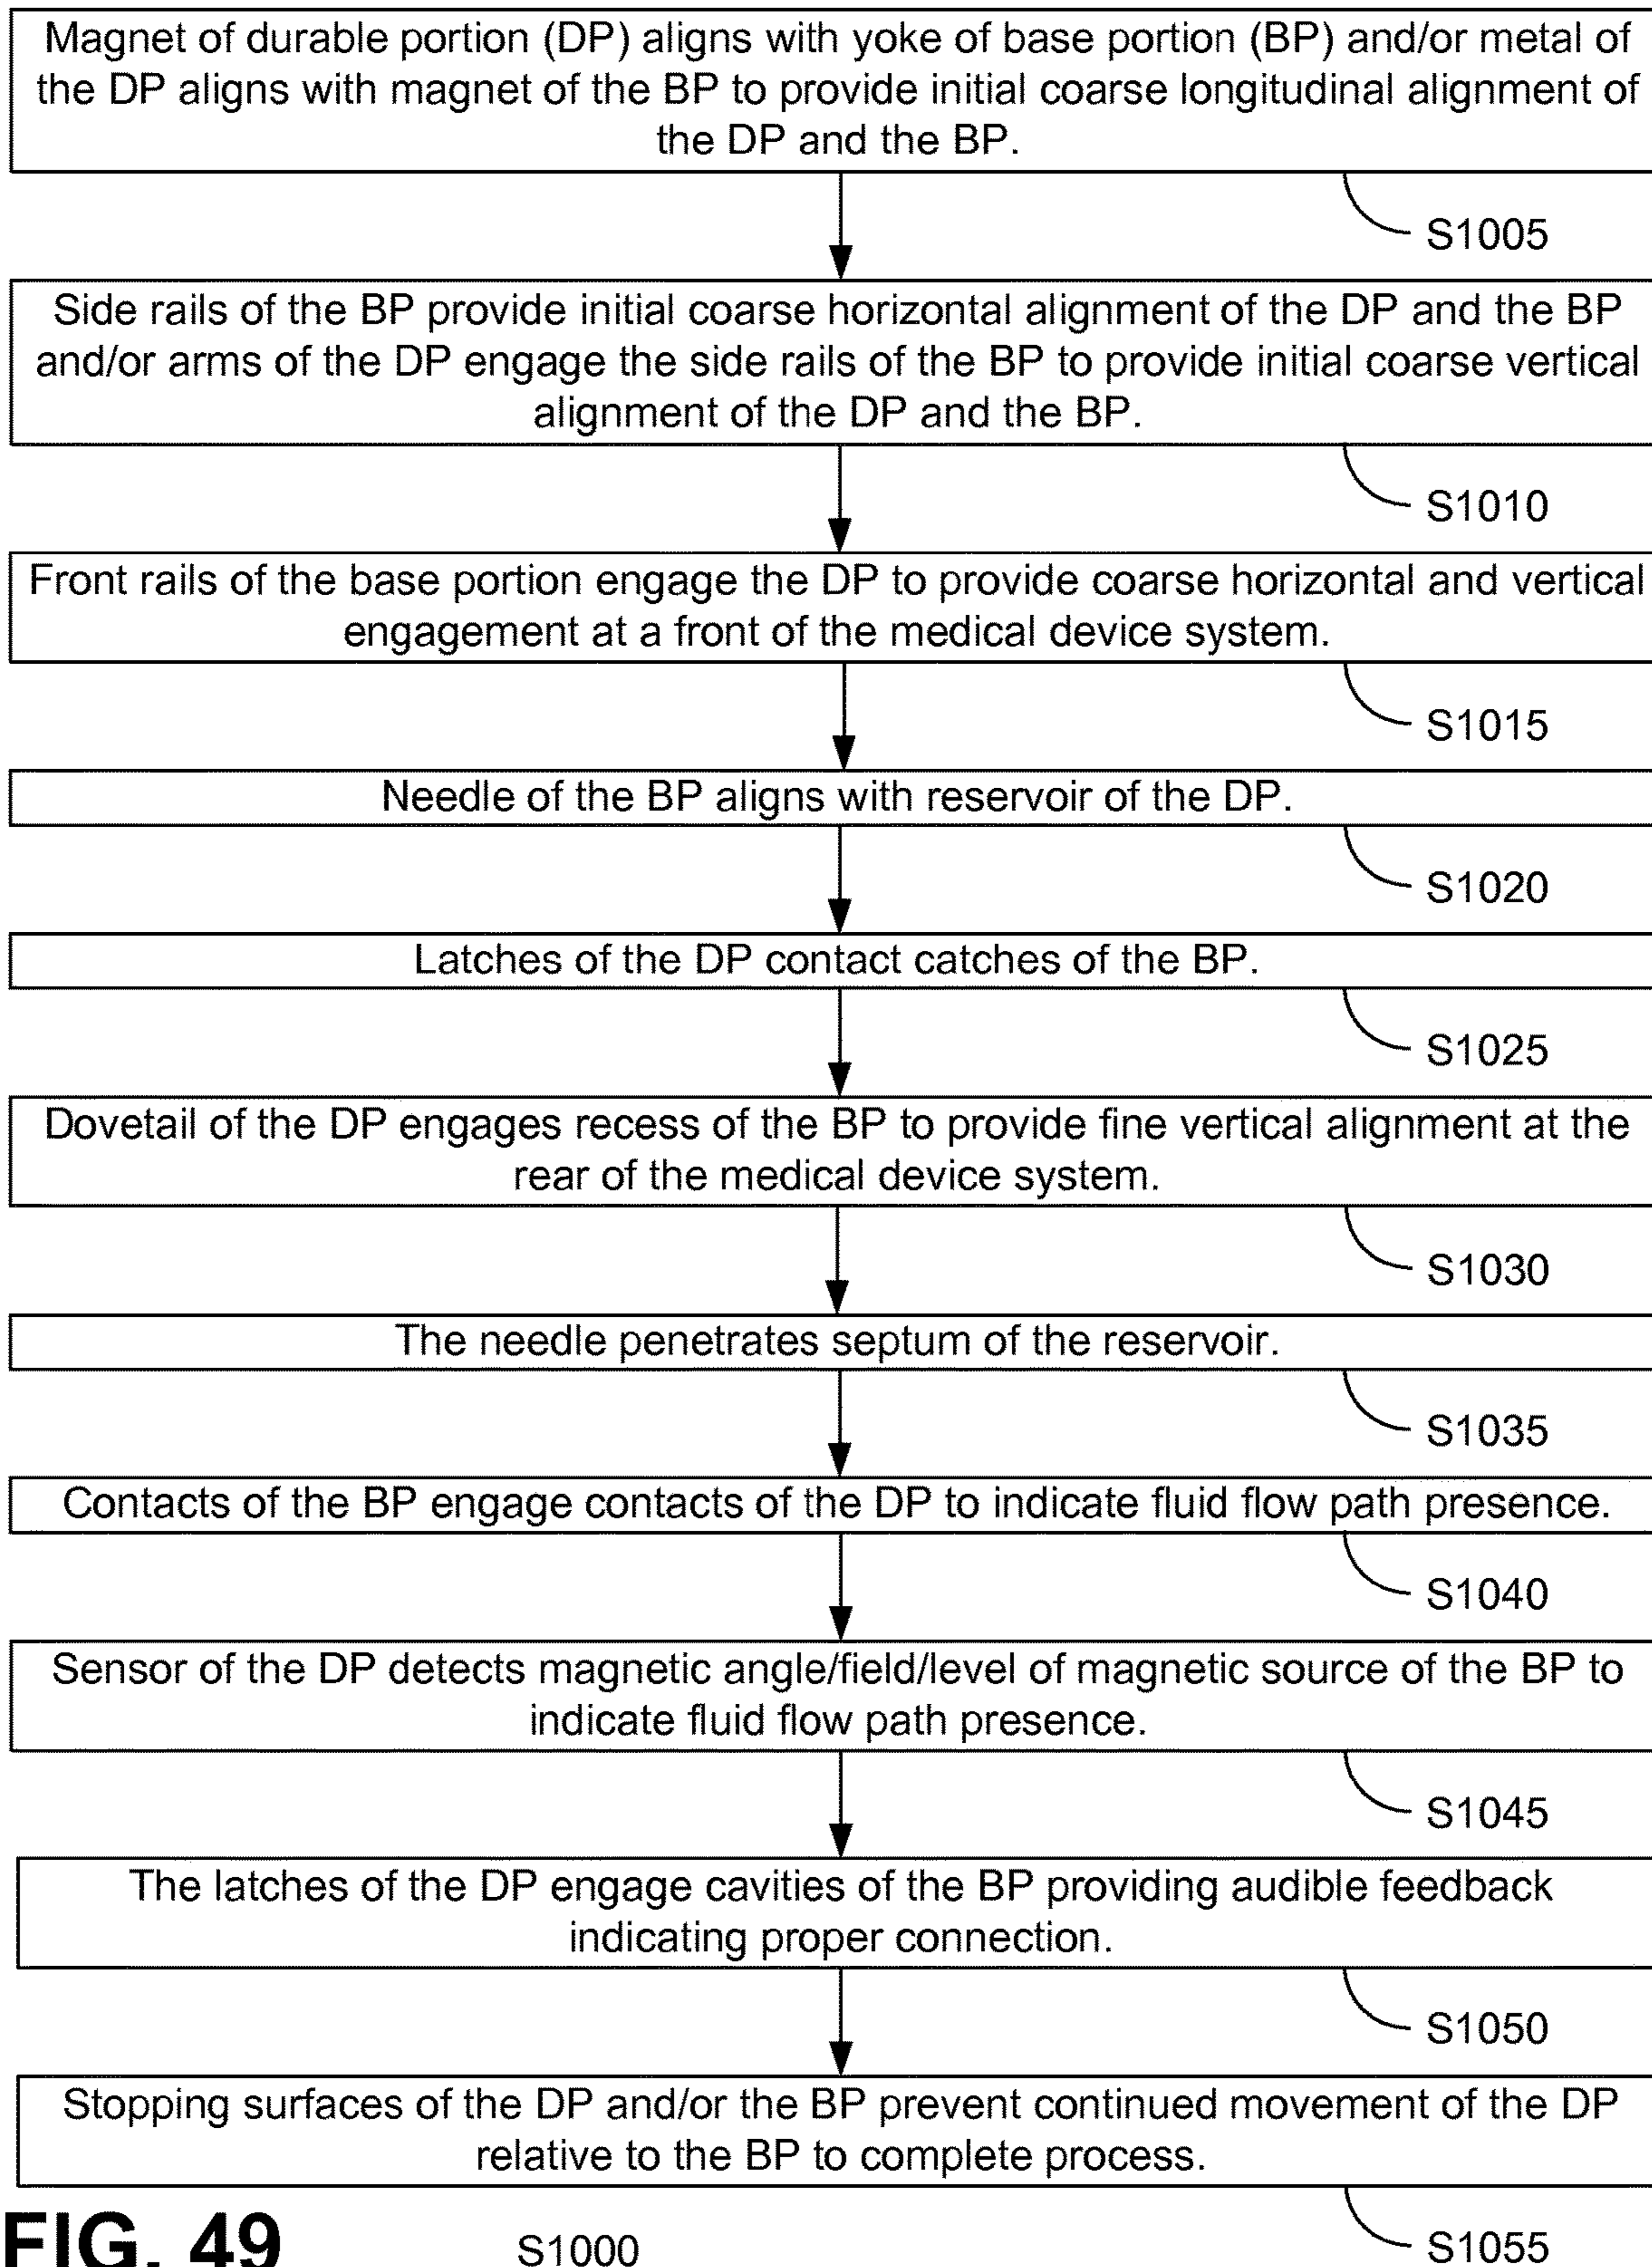 Magnet of durable portion (DP) aligns with yoke of base portion (BP) and/or metal of
the DP aligns with magnet of the BP to provide initial coarse longitudinal alignment of
the DP and the BP.
S1005
Side rails of the BP provide initial coarse horizontal alignment of the DP and the BP
and/or arms of the DP engage the side rails of the BP to provide initial coarse vertical
alignment of the DP and the BP.
S1010
Front rails of the base portion engage the DP to provide coarse horizontal and vertical
engagement at a front of the medical device system.
S1015
Needle of the BP aligns with reservoir of the DP.
S1020
Latches of the DP contact catches of the BP.
S1025
Dovetail of the DP engages recess of the BP to provide fine vertical alignment at the
rear of the medical device system.
S1030
The needle penetrates septum of the reservoir.
S1035
Contacts of the BP engage contacts of the DP to indicate fluid flow path presence.
S1040
Sensor of the DP detects magnetic angle/field/level of magnetic source of the BP to
indicate fluid flow path presence.
S1045
The latches of the DP engage cavities of the BP providing audible feedback
indicating proper connection.
S1050
Stopping surfaces of the DP and/or the BP prevent continued movement of the DP
relative to the BP to complete process.
S1055
FIG. 49
S1000